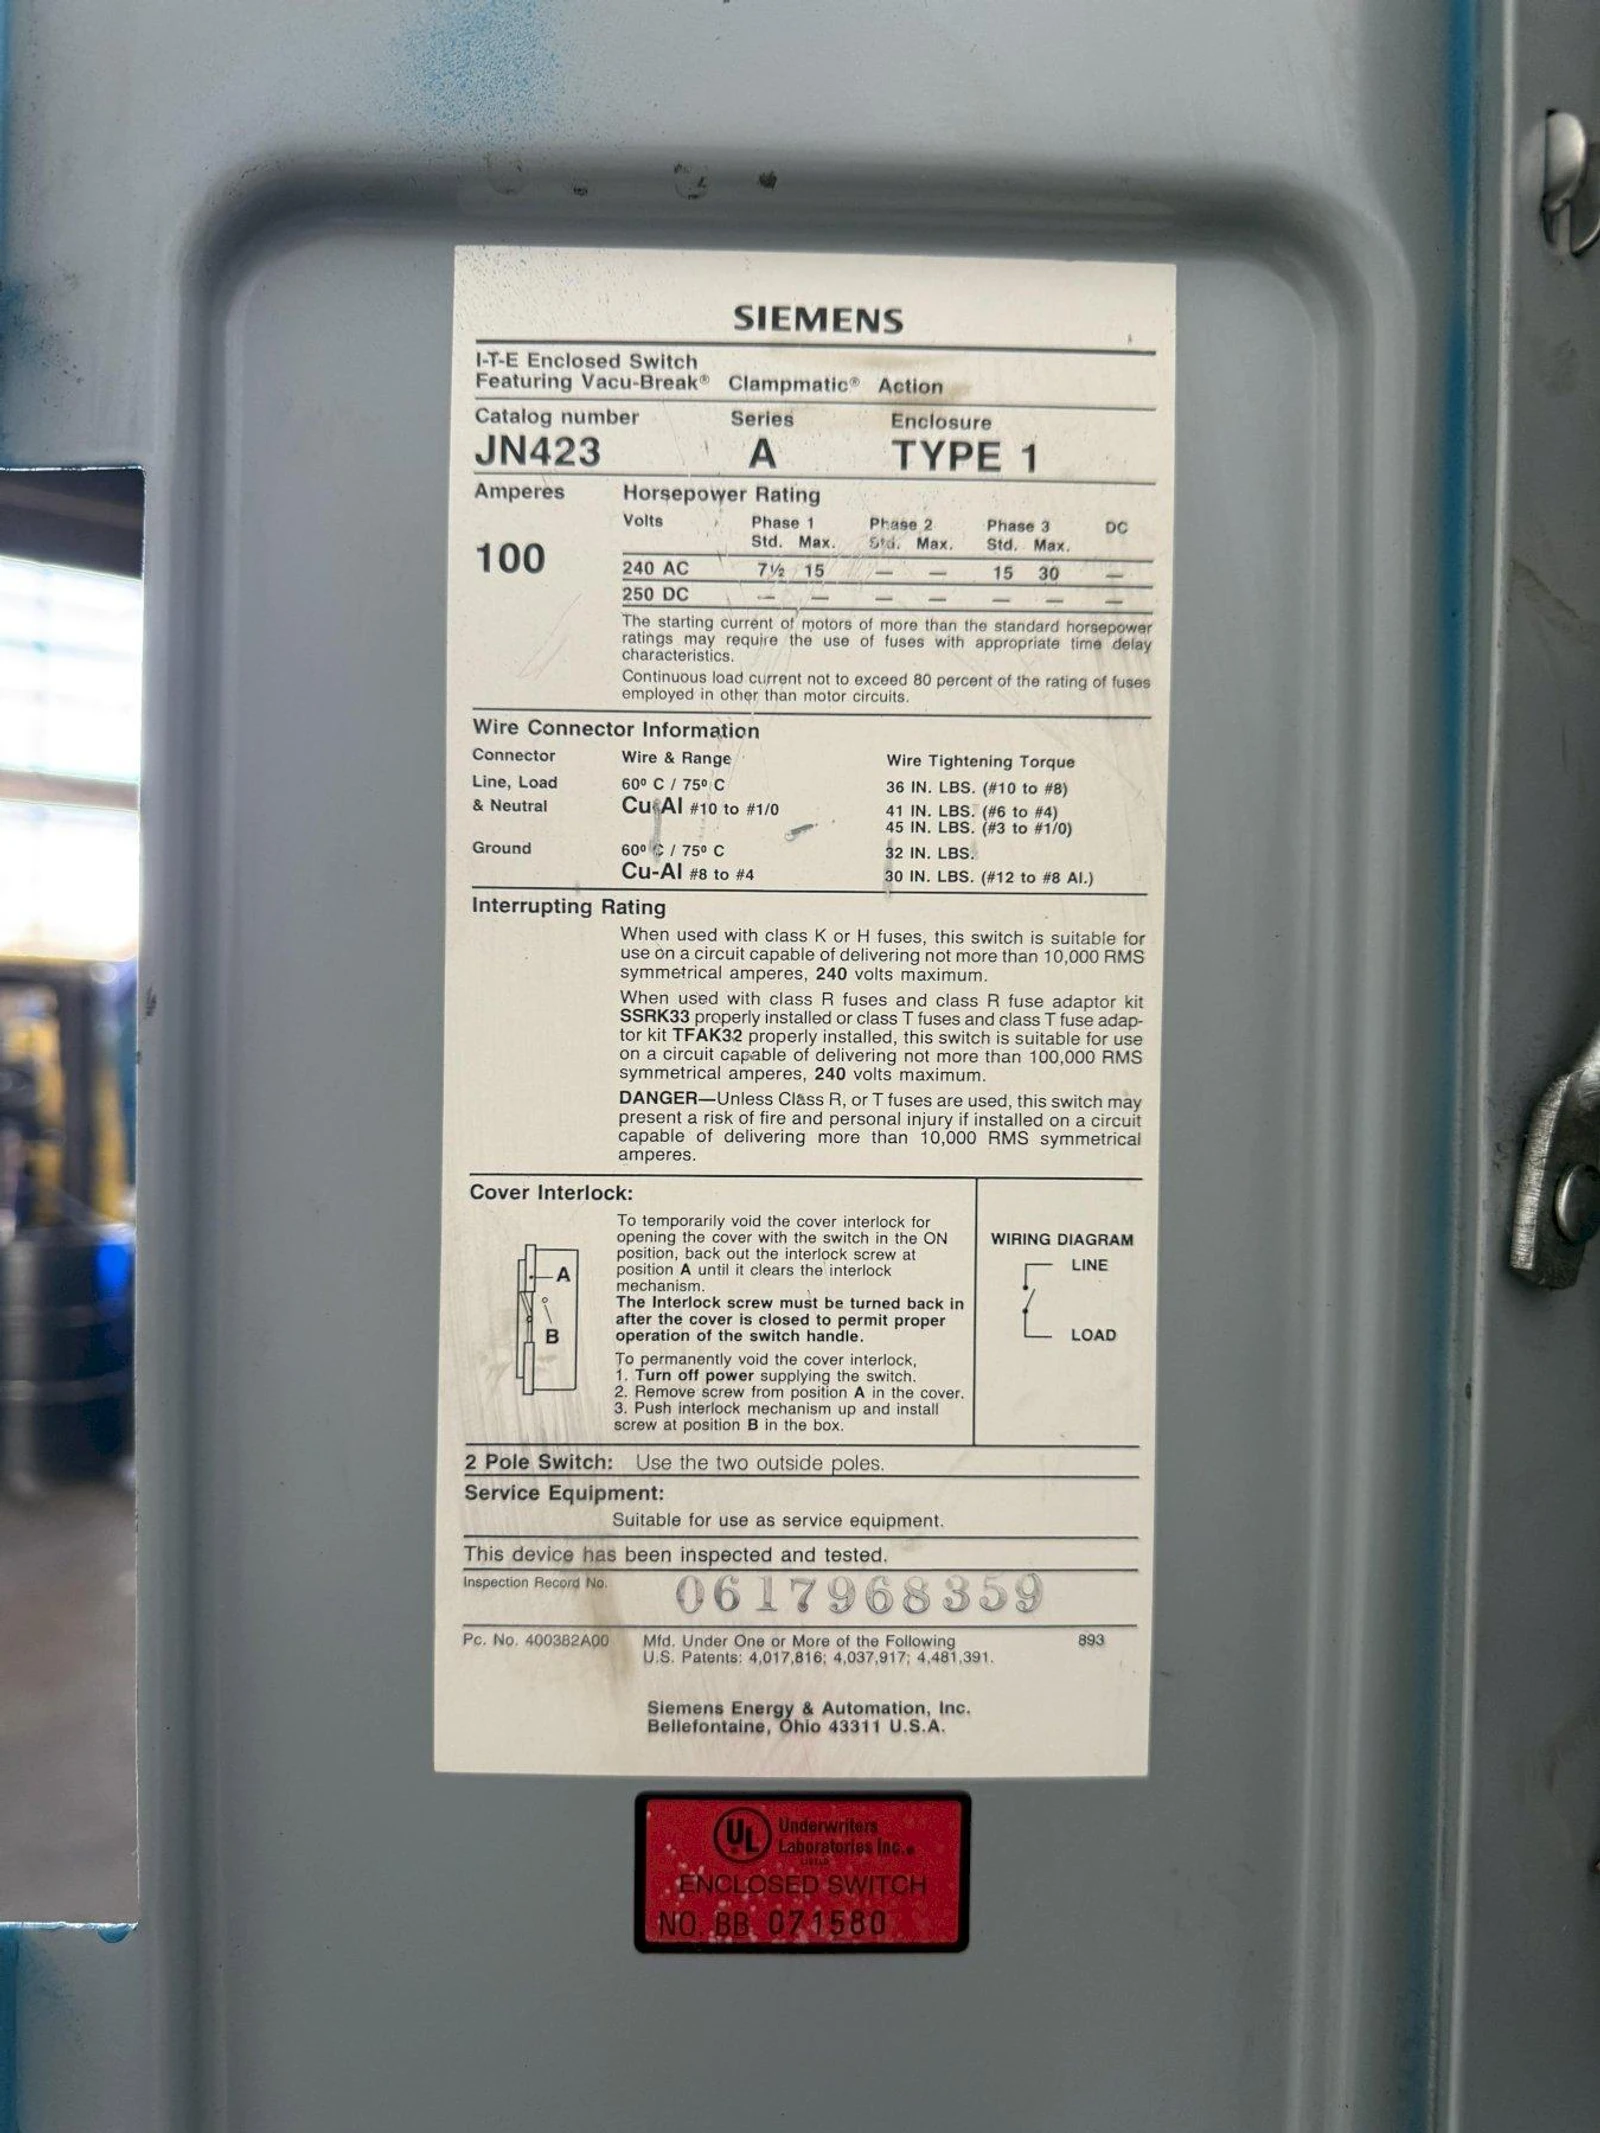 SIEMENS
I-T-E Enclosed Switch
Featuring Vacu-Break® Clampmatic® Action
Catalog number Series Enclosure
JN423 A TYPE 1
Amperes Horsepower Rating
Volts Phase 1 Phase 2 Phase 3 DC
Std. Max. Std. Max. Std. Max.
100
240 AC 7½ 15 — — 15 30 —
250 DC — — — — — — —
The starting current of motors of more than the standard horsepower
ratings may require the use of fuses with appropriate time delay
characteristics.
Continuous load current not to exceed 80 percent of the rating of fuses
employed in other than motor circuits.
Wire Connector Information
Connector Wire & Range Wire Tightening Torque
Line, Load 60º C / 75º C 36 IN. LBS. (#10 to #8)
& Neutral Cu-Al #10 to #1/0 41 IN. LBS. (#6 to #4)
45 IN. LBS. (#3 to #1/0)
Ground 60º C / 75º C 32 IN. LBS.
Cu-Al #8 to #4 30 IN. LBS. (#12 to #8 Al.)
Interrupting Rating
When used with class K or H fuses, this switch is suitable for
use on a circuit capable of delivering not more than 10,000 RMS
symmetrical amperes, 240 volts maximum.
When used with class R fuses and class R fuse adaptor kit
SSRK33 properly installed or class T fuses and class T fuse adap-
tor kit TFAK32 properly installed, this switch is suitable for use
on a circuit capable of delivering not more than 100,000 RMS
symmetrical amperes, 240 volts maximum.
DANGER—Unless Class R, or T fuses are used, this switch may
present a risk of fire and personal injury if installed on a circuit
capable of delivering more than 10,000 RMS symmetrical
amperes.
Cover Interlock:
To temporarily void the cover interlock for
opening the cover with the switch in the ON
position, back out the interlock screw at
position A until it clears the interlock
mechanism.
The Interlock screw must be turned back in
after the cover is closed to permit proper
operation of the switch handle.
To permanently void the cover interlock,
1. Turn off power supplying the switch.
2. Remove screw from position A in the cover.
3. Push interlock mechanism up and install
screw at position B in the box.
A
B
WIRING DIAGRAM
LINE
LOAD
2 Pole Switch: Use the two outside poles.
Service Equipment:
Suitable for use as service equipment.
This device has been inspected and tested.
Inspection Record No. 0617968359
Pc. No. 400382A00 Mfd. Under One or More of the Following 893
U.S. Patents: 4,017,816; 4,037,917; 4,481,391.
Siemens Energy & Automation, Inc.
Bellefontaine, Ohio 43311 U.S.A.
UL Underwriters
Laboratories Inc.®
LISTED
ENCLOSED SWITCH
NO. BB 071580